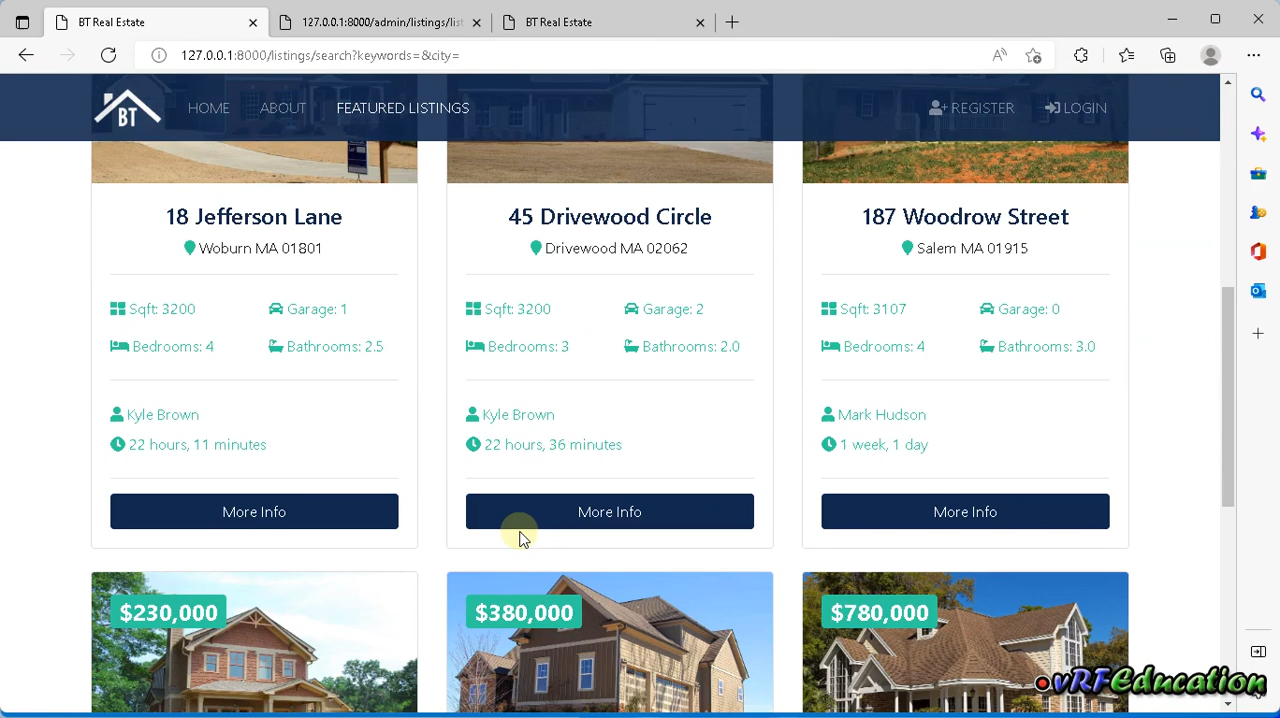 BT Real Estate
127.0.0.1:8000/admin/listings/list
BT Real Estate
127.0.0.1:8000/listings/search?keywords=&city=
BT
HOME
ABOUT
FEATURED LISTINGS
REGISTER
LOGIN
18 Jefferson Lane
Woburn MA 01801
Sqft: 3200
Garage: 1
Bedrooms: 4
Bathrooms: 2.5
Kyle Brown
22 hours, 11 minutes
More Info
45 Drivewood Circle
Drivewood MA 02062
Sqft: 3200
Garage: 2
Bedrooms: 3
Bathrooms: 2.0
Kyle Brown
22 hours, 36 minutes
More Info
187 Woodrow Street
Salem MA 01915
Sqft: 3107
Garage: 0
Bedrooms: 4
Bathrooms: 3.0
Mark Hudson
1 week, 1 day
More Info
$230,000
$380,000
$780,000
vRFEducation